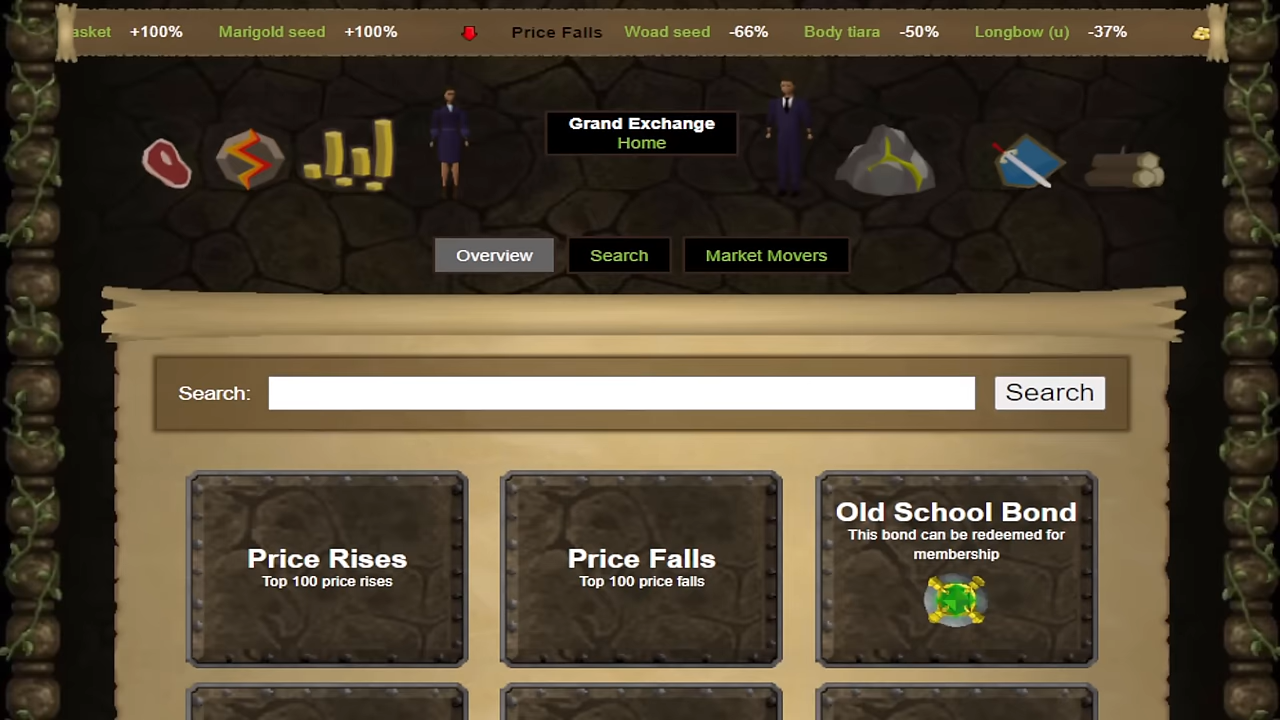 asket +100% Marigold seed +100% Price Falls Woad seed -66% Body tiara -50% Longbow (u) -37%
Grand Exchange
Home
Overview Search Market Movers
Search: Search
Price Rises
Top 100 price rises
Price Falls
Top 100 price falls
Old School Bond
This bond can be redeemed for
membership